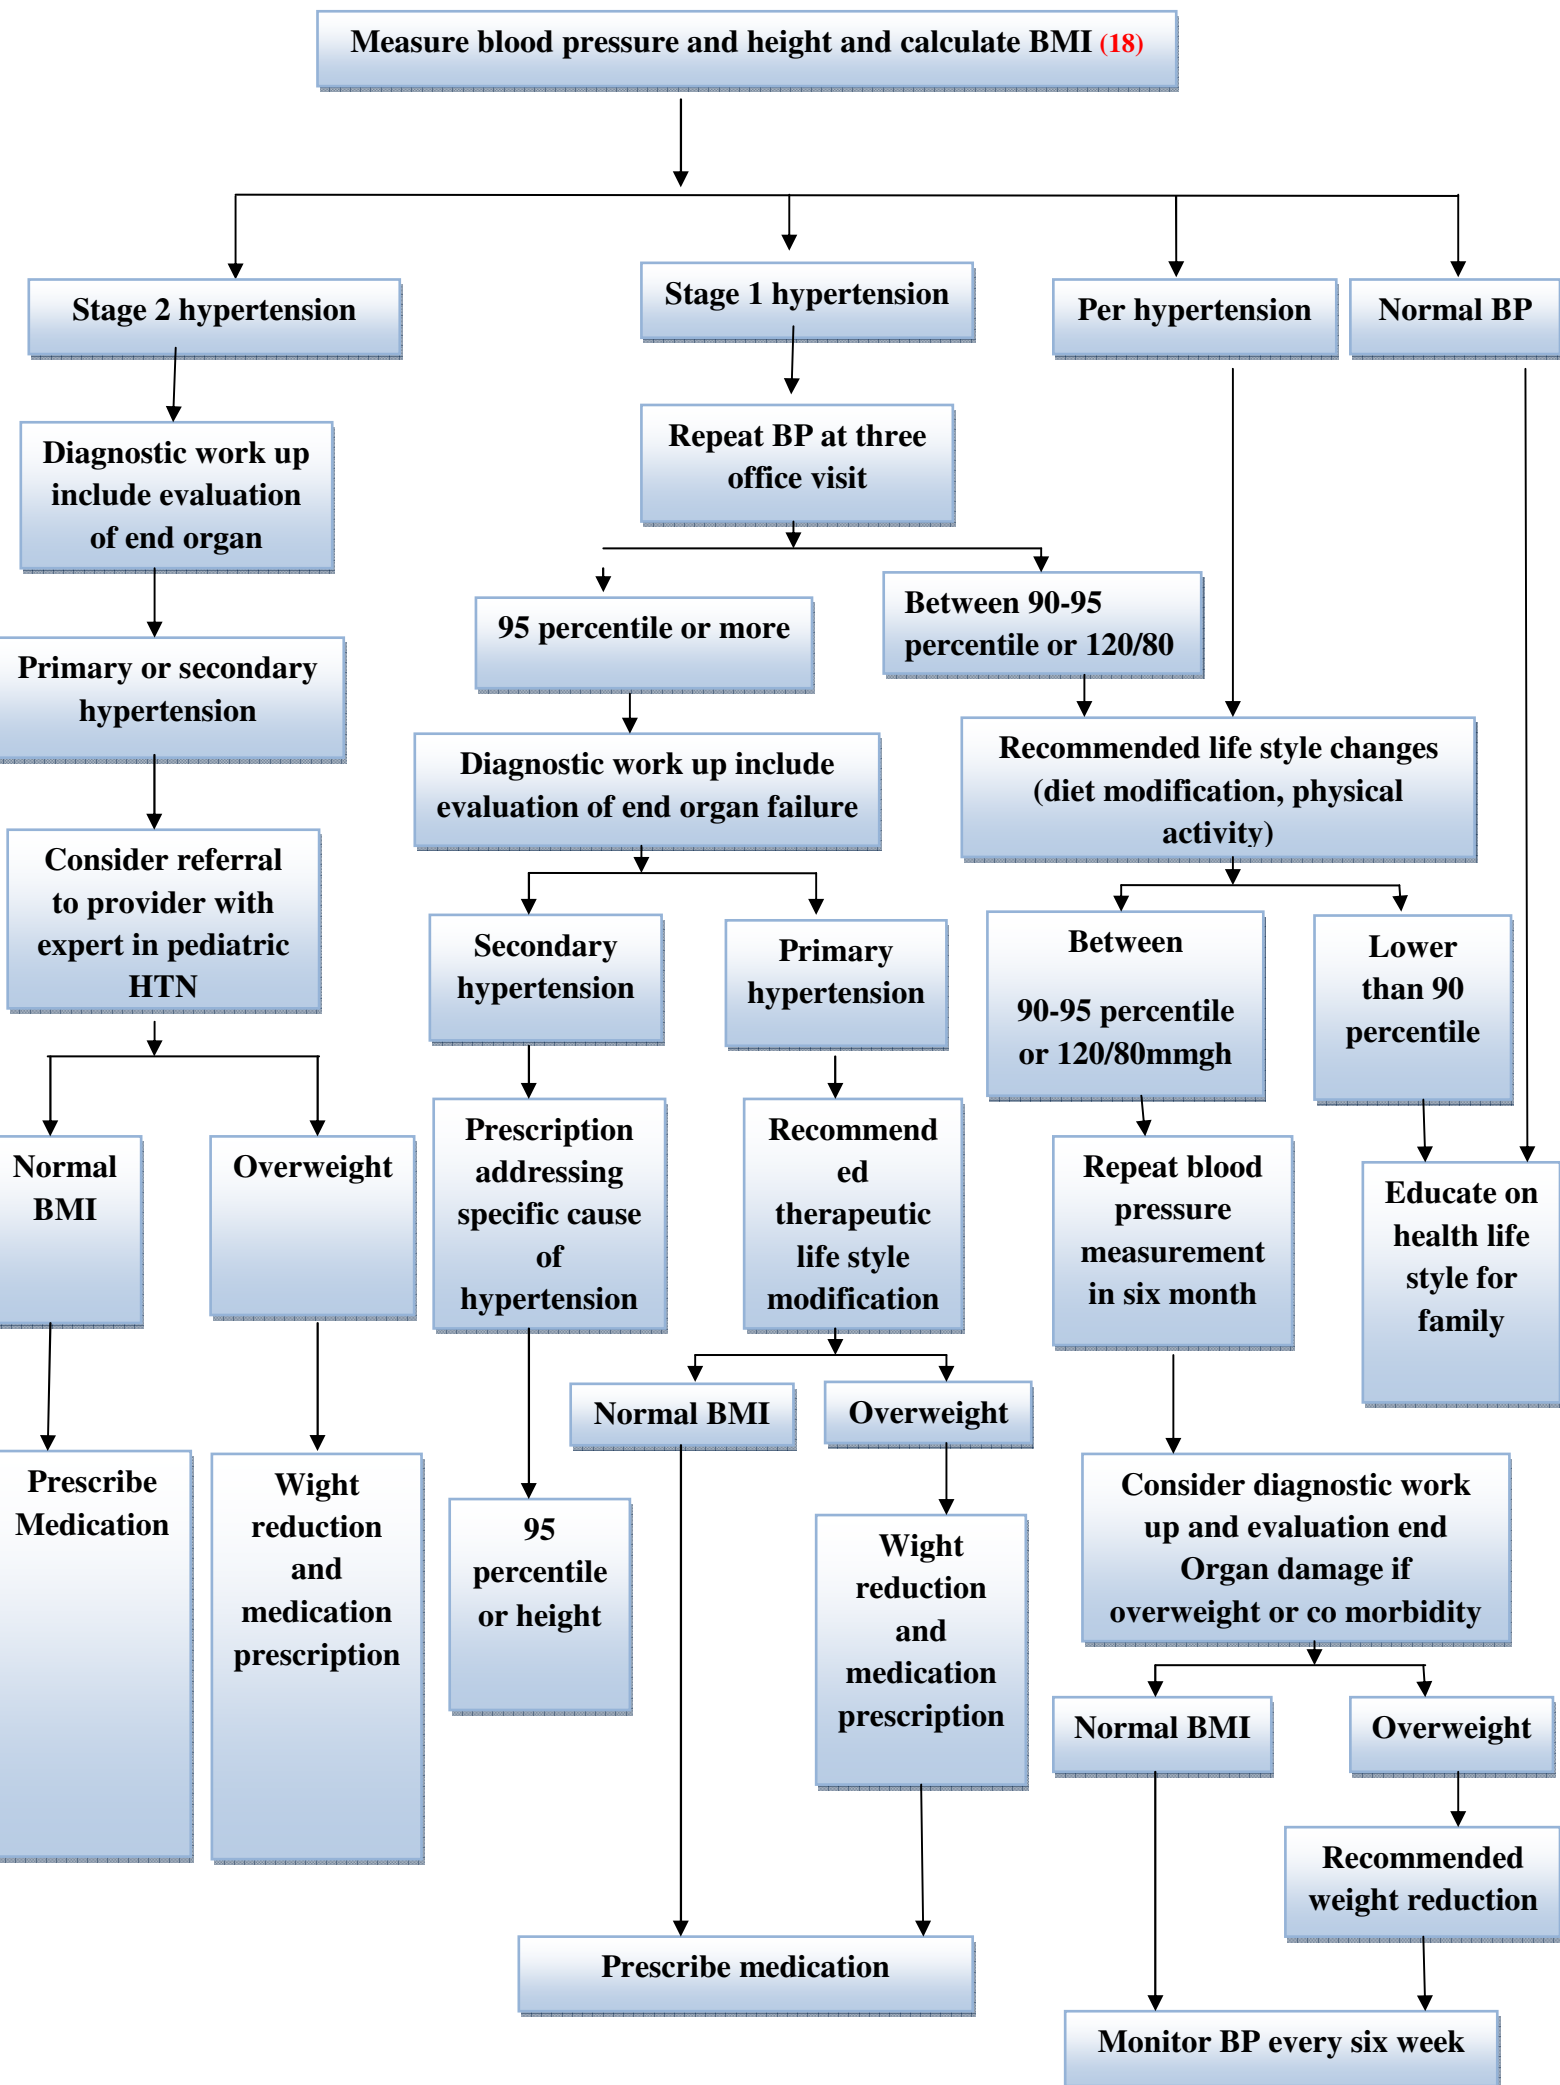 Measure blood pressure and height and calculate BMI (18)
Stage 2 hypertension
Stage 1 hypertension
Per hypertension
Normal BP
Diagnostic work up
include evaluation
of end organ
Repeat BP at three
office visit
95 percentile or more
Between 90-95
percentile or 120/80
Primary or secondary
hypertension
Diagnostic work up include
evaluation of end organ failure
Recommended life style changes
(diet modification, physical
activity)
Consider referral
to provider with
expert in pediatric
HTN
Secondary
hypertension
Primary
hypertension
Between
90-95 percentile
or 120/80mmgh
Lower
than 90
percentile
Normal
BMI
Overweight
Prescription
addressing
specific cause
of
hypertension
Recommend
ed
therapeutic
life style
modification
Repeat blood
pressure
measurement
in six month
Educate on
health life
style for
family
Normal BMI
Overweight
Prescribe
Medication
Wight
reduction
and
medication
prescription
95
percentile
or height
Wight
reduction
and
medication
prescription
Consider diagnostic work
up and evaluation end
Organ damage if
overweight or co morbidity
Normal BMI
Overweight
Recommended
weight reduction
Prescribe medication
Monitor BP every six week